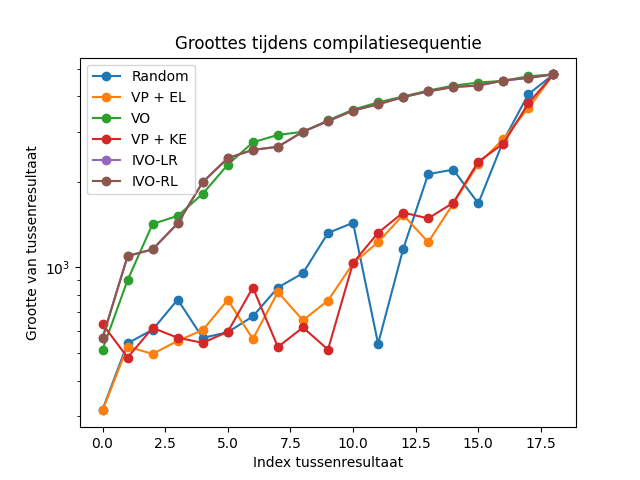 Groottes tijdens compilatiesequentie
Grootte van tussenresultaat
10³
Random
VP + EL
VO
VP + KE
IVO-LR
IVO-RL
0.0 2.5 5.0 7.5 10.0 12.5 15.0 17.5
Index tussenresultaat